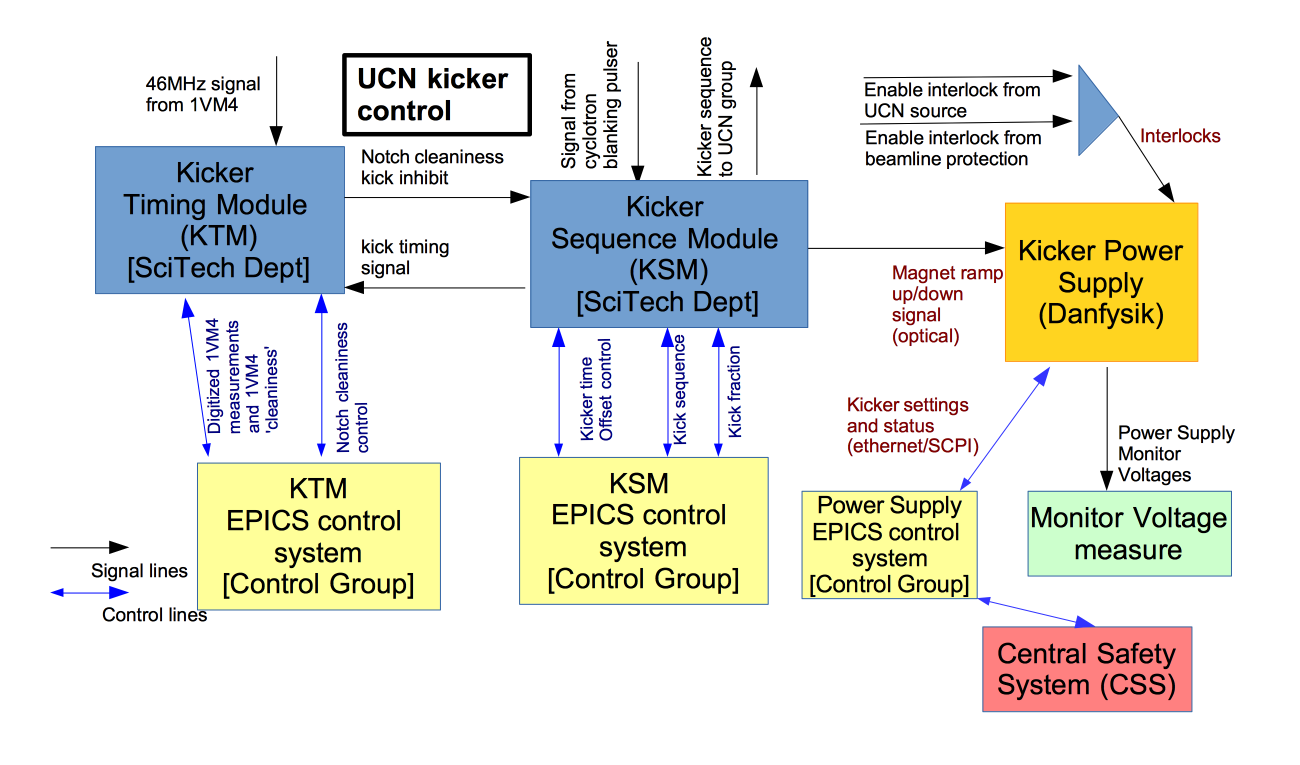 46MHz signal
from 1VM4
UCN kicker
control
Signal from
cyclotron
blanking pulser
Kicker sequence
to UCN group
Enable interlock from
UCN source
Enable interlock from
beamline protection
Interlocks
Kicker
Timing Module
(KTM)
[SciTech Dept]
Notch cleaniness
kick inhibit
kick timing
signal
Kicker
Sequence Module
(KSM)
[SciTech Dept]
Magnet ramp
up/down
signal
(optical)
Kicker Power
Supply
(Danfysik)
Digitized 1VM4
measurements
and 1VM4
'cleaniness'
Notch cleaniness
control
Kicker time
Offset control
Kick sequence
Kick fraction
Kicker settings
and status
(ethernet/SCPI)
Power Supply
Monitor
Voltages
KTM
EPICS control
system
[Control Group]
KSM
EPICS control
system
[Control Group]
Power Supply
EPICS control
system
[Control Group]
Monitor Voltage
measure
Signal lines
Control lines
Central Safety
System (CSS)